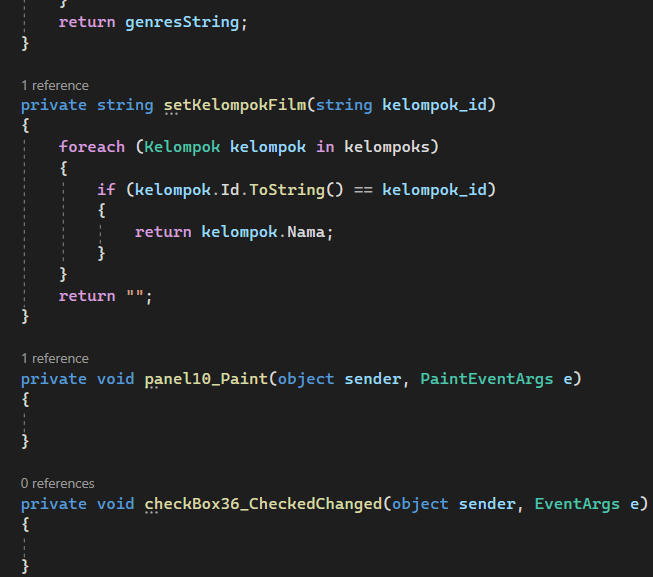 }
return genresString;
}
1 reference
private string setKelompokFilm(string kelompok_id)
{
foreach (Kelompok kelompok in kelompoks)
{
if (kelompok.Id.ToString() == kelompok_id)
{
return kelompok.Nama;
}
}
return "";
}
1 reference
private void panel10_Paint(object sender, PaintEventArgs e)
{
}
0 references
private void checkBox36_CheckedChanged(object sender, EventArgs e)
{
}